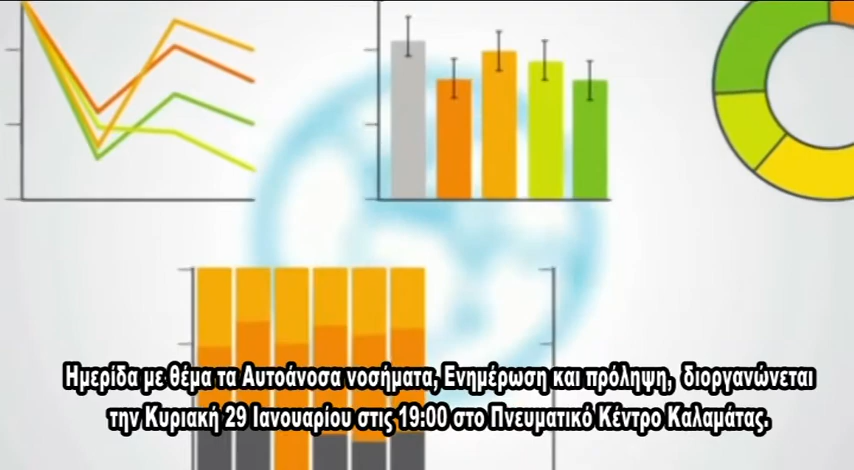 Ημερίδα με θέμα τα Αυτοάνοσα νοσήματα, Ενημέρωση και πρόληψη, διοργανώνεται
την Κυριακή 29 Ιανουαρίου στις 19:00 στο Πνευματικό Κέντρο Καλαμάτας.